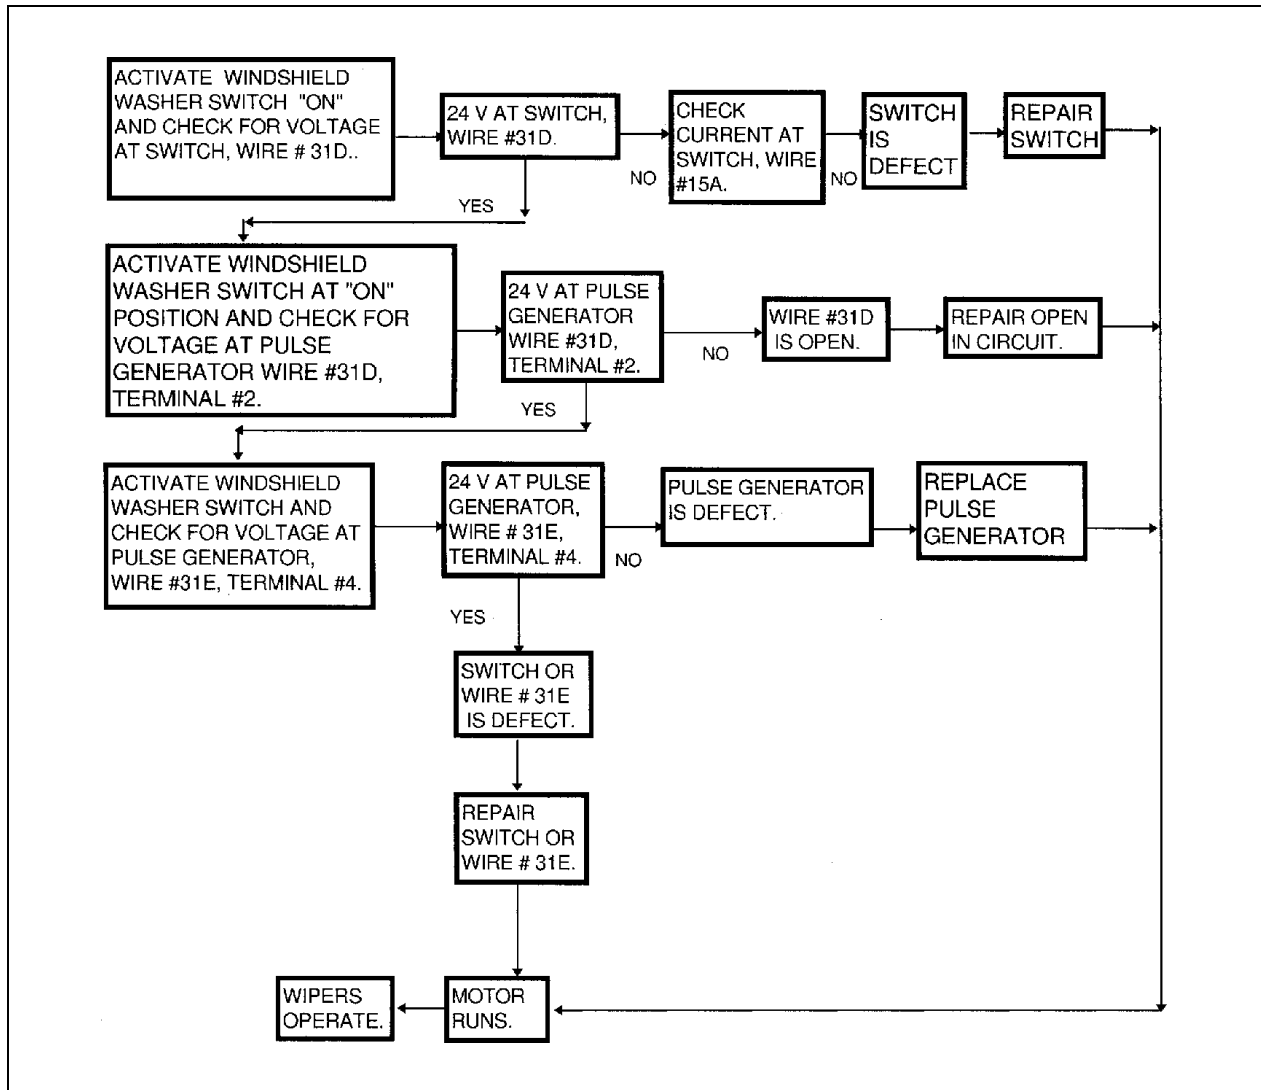 ACTIVATE WINDSHIELD
WASHER SWITCH "ON"
AND CHECK FOR VOLTAGE
AT SWITCH, WIRE # 31D..
24 V AT SWITCH,
WIRE #31D.
NO
CHECK
CURRENT AT
SWITCH, WIRE
#15A.
NO
SWITCH
IS
DEFECT
REPAIR
SWITCH
YES
ACTIVATE WINDSHIELD
WASHER SWITCH AT "ON"
POSITION AND CHECK FOR
VOLTAGE AT PULSE
GENERATOR WIRE #31D,
TERMINAL #2.
24 V AT PULSE
GENERATOR
WIRE #31D,
TERMINAL #2.
NO
WIRE #31D
IS OPEN.
REPAIR OPEN
IN CIRCUIT.
YES
ACTIVATE WINDSHIELD
WASHER SWITCH AND
CHECK FOR VOLTAGE AT
PULSE GENERATOR,
WIRE #31E, TERMINAL #4.
24 V AT PULSE
GENERATOR,
WIRE # 31E,
TERMINAL #4.
NO
PULSE GENERATOR
IS DEFECT.
REPLACE
PULSE
GENERATOR
YES
SWITCH OR
WIRE # 31E
IS DEFECT.
REPAIR
SWITCH OR
WIRE # 31E.
WIPERS
OPERATE.
MOTOR
RUNS.